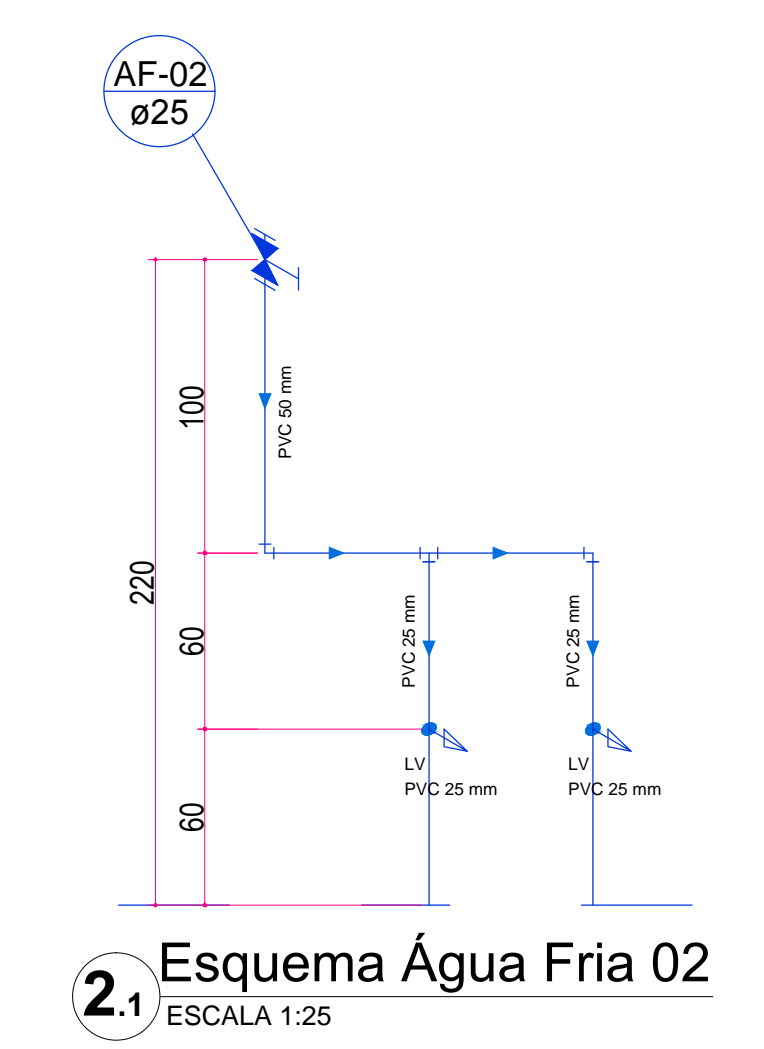 AF-02
ø25
100
PVC 50 mm
220
60
PVC 25 mm
PVC 25 mm
LV
PVC 25 mm
LV
PVC 25 mm
60
2.1
Esquema Água Fria 02
ESCALA 1:25